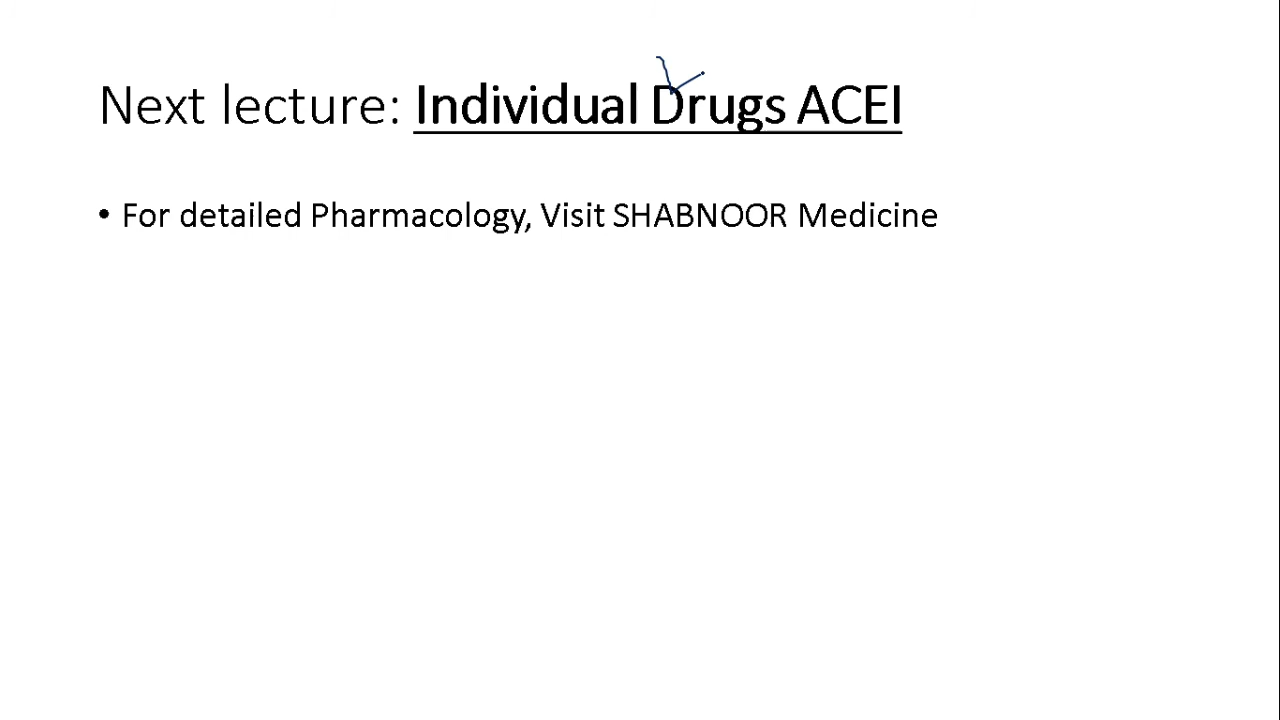 Next lecture: Individual Drugs ACEI
• For detailed Pharmacology, Visit SHABNOOR Medicine